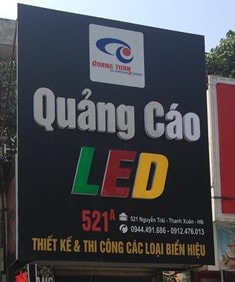 QUANG TUẤN
Quảng Cáo
LED
521A
521 Nguyễn Trãi - Thanh Xuân - HN
0944.491.686 - 0912.476.013
THIẾT KẾ & THI CÔNG CÁC LOẠI BIỂN HIỆU